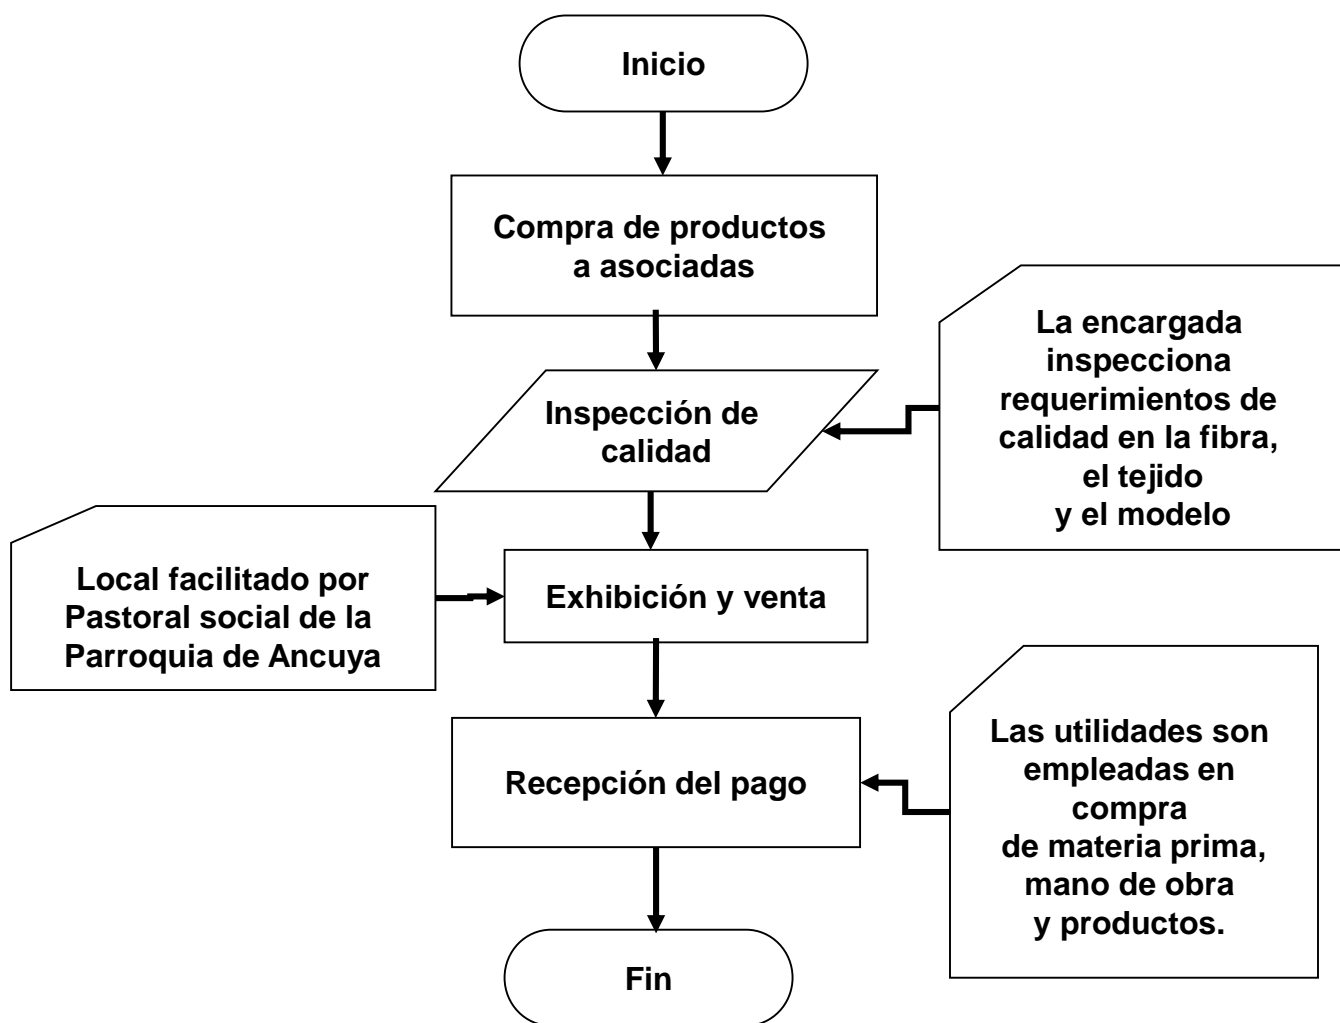 Inicio
Compra de productos
a asociadas
La encargada
inspecciona
requerimientos de
calidad en la fibra,
el tejido
y el modelo
Inspección de
calidad
Local facilitado por
Pastoral social de la
Parroquia de Ancuya
Exhibición y venta
Recepción del pago
Las utilidades son
empleadas en
compra
de materia prima,
mano de obra
y productos.
Fin